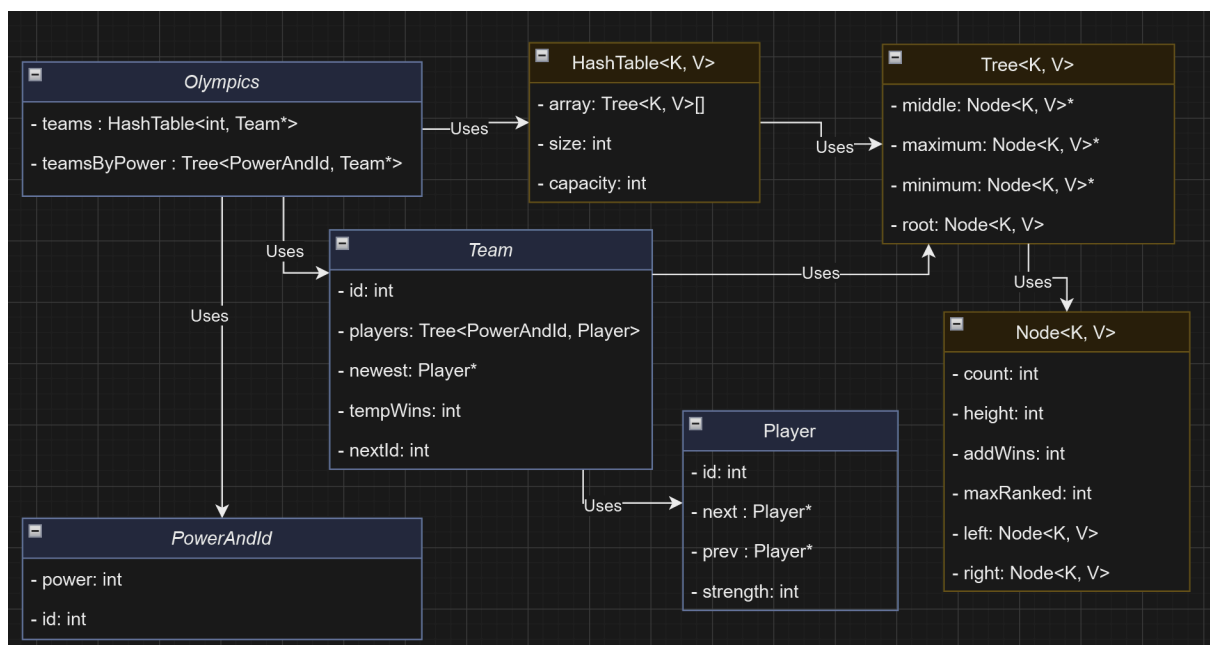 Olympics
- teams : HashTable<int, Team*>
- teamsByPower : Tree<PowerAndId, Team*>
Uses
HashTable<K, V>
- array: Tree<K, V>[]
- size: int
- capacity: int
Uses
Tree<K, V>
- middle: Node<K, V>*
- maximum: Node<K, V>*
- minimum: Node<K, V>*
- root: Node<K, V>
Uses
Team
- id: int
- players: Tree<PowerAndId, Player>
- newest: Player*
- tempWins: int
- nextId: int
Uses
Uses
Uses
Node<K, V>
- count: int
- height: int
- addWins: int
- maxRanked: int
- left: Node<K, V>
- right: Node<K, V>
Uses
Player
- id: int
- next : Player*
- prev : Player*
- strength: int
PowerAndId
- power: int
- id: int